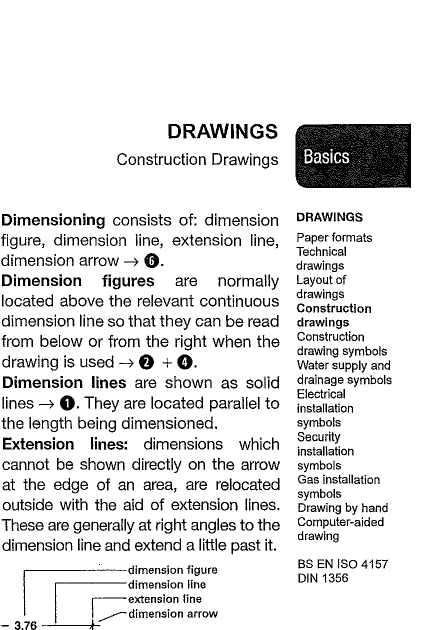 DRAWINGS
Construction Drawings
Basics
Dimensioning consists of: dimension
figure, dimension line, extension line,
dimension arrow → ❻.
Dimension figures are normally
located above the relevant continuous
dimension line so that they can be read
from below or from the right when the
drawing is used → ❷ + ❹.
Dimension lines are shown as solid
lines → ❶. They are located parallel to
the length being dimensioned.
Extension lines: dimensions which
cannot be shown directly on the arrow
at the edge of an area, are relocated
outside with the aid of extension lines.
These are generally at right angles to the
dimension line and extend a little past it.
dimension figure
dimension line
extension line
dimension arrow
3.76
DRAWINGS
Paper formats
Technical
drawings
Layout of
drawings
Construction
drawings
Construction
drawing symbols
Water supply and
drainage symbols
Electrical
installation
symbols
Security
installation
symbols
Gas installation
symbols
Drawing by hand
Computer-aided
drawing
BS EN ISO 4157
DIN 1356